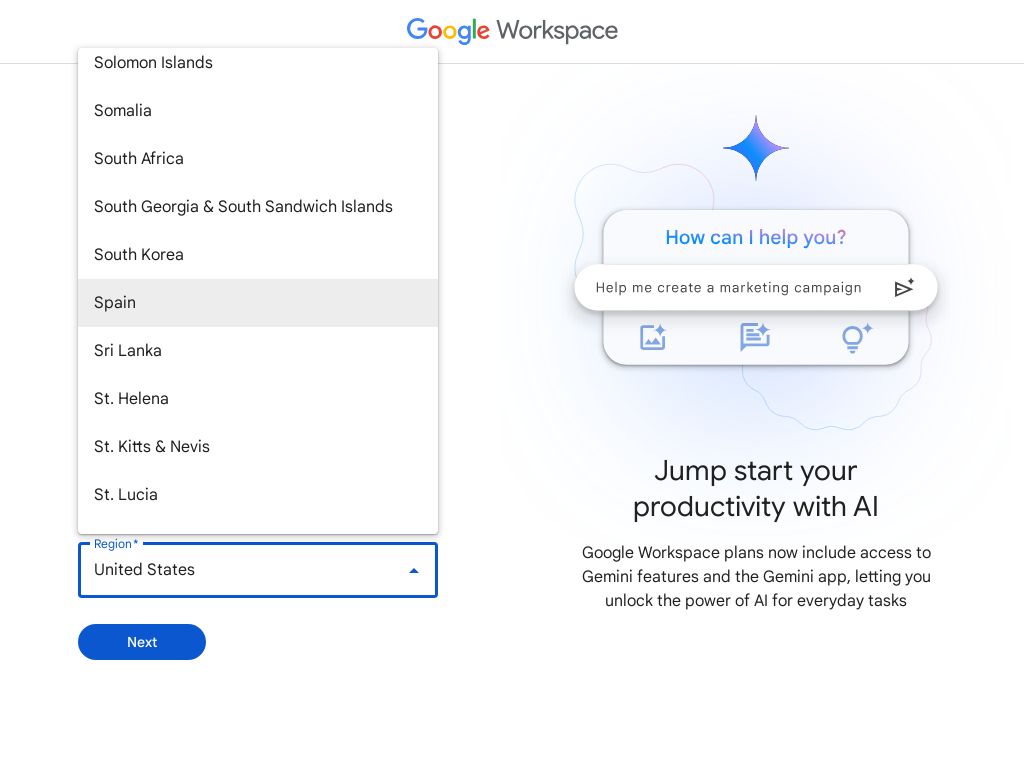 Google Workspace
Solomon Islands
Somalia
South Africa
South Georgia & South Sandwich Islands
South Korea
Spain
Sri Lanka
St. Helena
St. Kitts & Nevis
St. Lucia
Region*
United States
Next
How can I help you?
Help me create a marketing campaign
Jump start your
productivity with AI
Google Workspace plans now include access to
Gemini features and the Gemini app, letting you
unlock the power of AI for everyday tasks